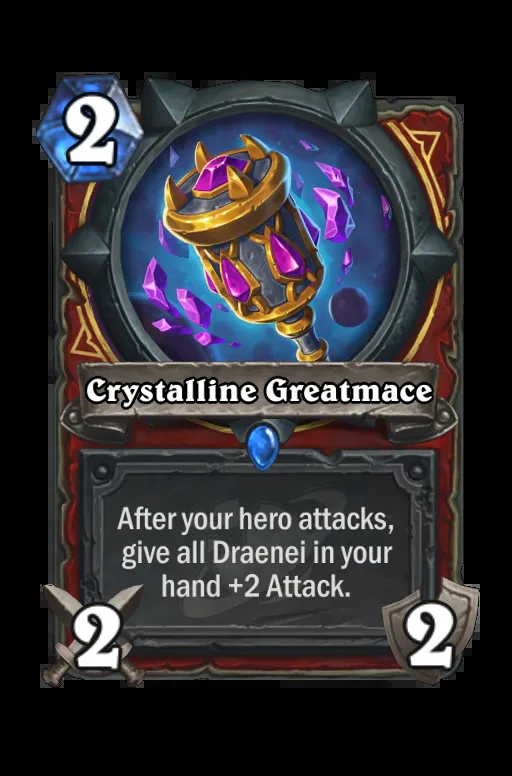 2
Crystalline Greatmace
After your hero attacks,
give all Draenei in your
hand +2 Attack.
2
2